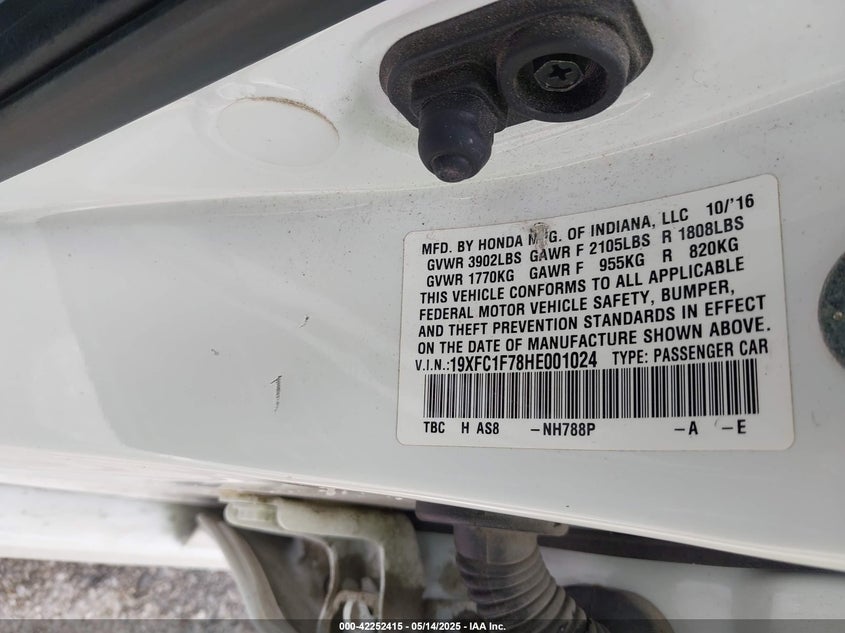 MFD. BY HONDA MFG. OF INDIANA, LLC 10/'16
GVWR 3902LBS GAWR F 2105LBS R 1808LBS
GVWR 1770KG GAWR F 955KG R 820KG
THIS VEHICLE CONFORMS TO ALL APPLICABLE
FEDERAL MOTOR VEHICLE SAFETY, BUMPER,
AND THEFT PREVENTION STANDARDS IN EFFECT
ON THE DATE OF MANUFACTURE SHOWN ABOVE.
V.I.N.:19XFC1F78HE001024 TYPE: PASSENGER CAR
TBC H AS8 -NH788P -A -E
000-42252415 - 05/14/2025 - IAA Inc.